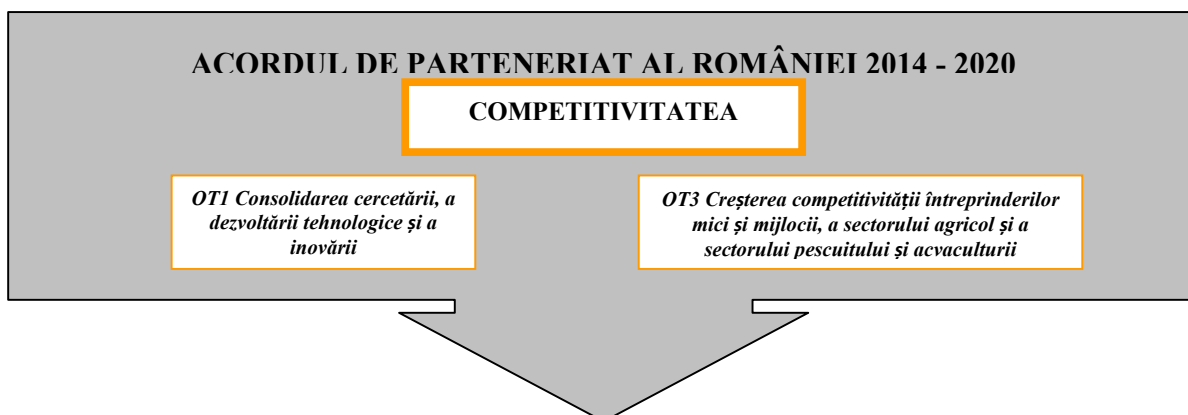 ACORDUL DE PARTENERIAT AL ROMÂNIEI 2014 - 2020
COMPETITIVITATEA
OT1 Consolidarea cercetării, a
dezvoltării tehnologice și a
inovării
OT3 Creșterea competitivității întreprinderilor
mici și mijlocii, a sectorului agricol și a
sectorului pescuitului și acvaculturii